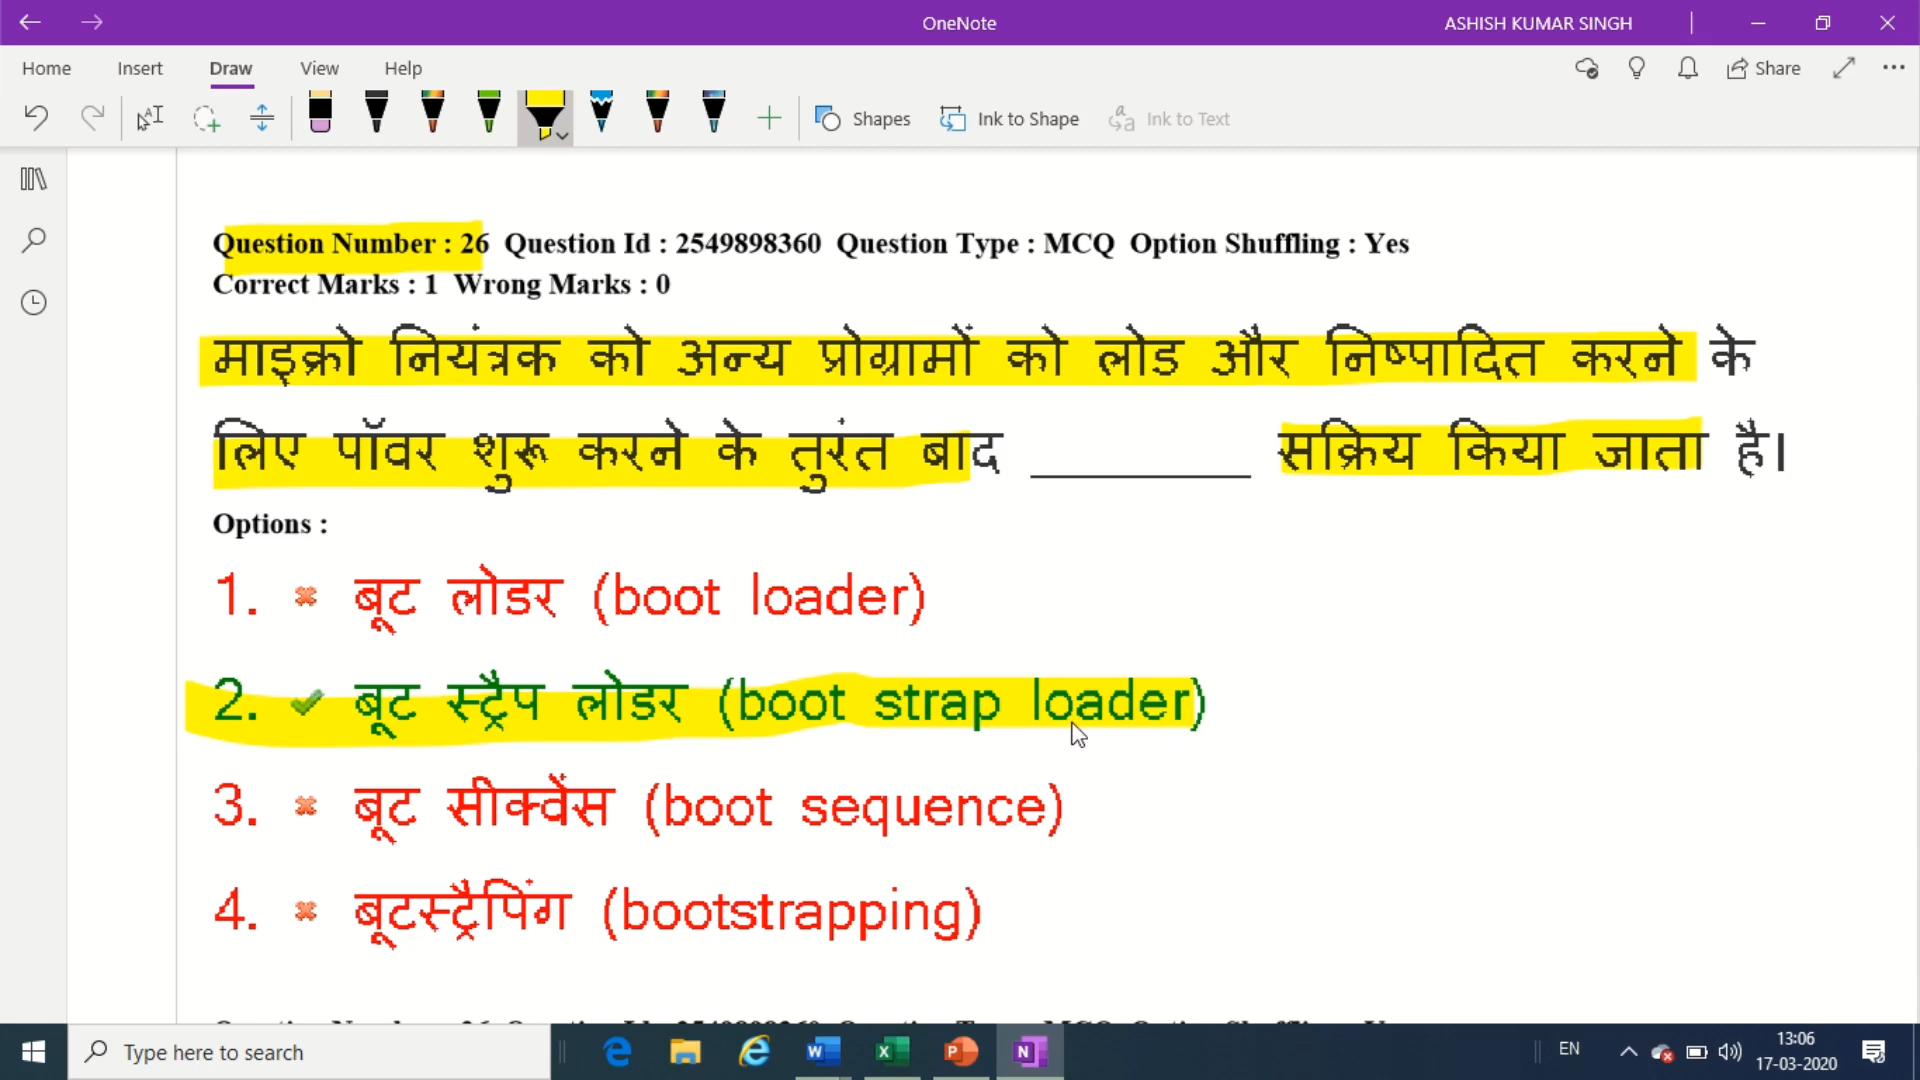 OneNote
ASHISH KUMAR SINGH
Home Insert Draw View Help
Share
Shapes Ink to Shape Ink to Text
Question Number : 26 Question Id : 2549898360 Question Type : MCQ Option Shuffling : Yes
Correct Marks : 1 Wrong Marks : 0
माइक्रो नियंत्रक को अन्य प्रोग्रामों को लोड और निष्पादित करने के
लिए पॉवर शुरू करने के तुरंत बाद __________ सक्रिय किया जाता है।
Options :
1. बूट लोडर (boot loader)
2. बूट स्ट्रैप लोडर (boot strap loader)
3. बूट सीक्वेंस (boot sequence)
4. बूटस्ट्रैपिंग (bootstrapping)
Type here to search
EN
13:06
17-03-2020